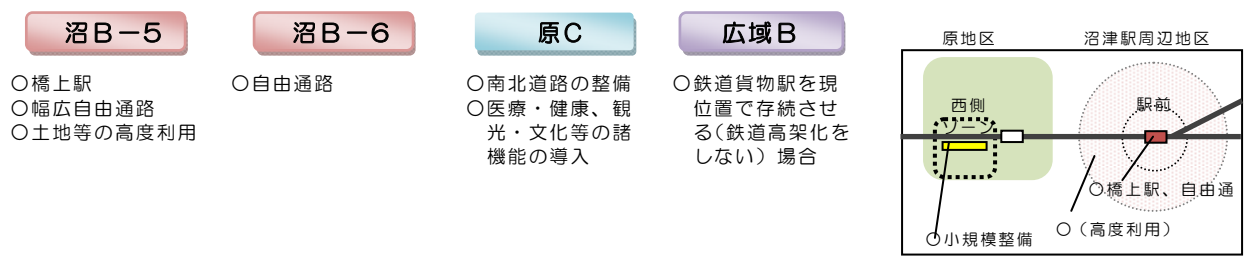 沼B－5
○橋上駅
○幅広自由通路
○土地等の高度利用
沼B－6
○自由通路
原C
○南北道路の整備
○医療・健康、観
光・文化等の諸
機能の導入
広域B
○鉄道貨物駅を現
位置で存続させ
る（鉄道高架化を
しない）場合
原地区
沼津駅周辺地区
西側
ゾーン
駅前
○橋上駅、自由通
○（高度利用）
○小規模整備